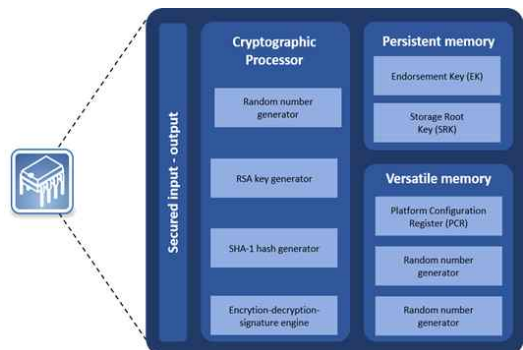 Secured input - output
Cryptographic
Processor
Random number
generator
RSA key generator
SHA-1 hash generator
Encrytion-decryption-
signature engine
Persistent memory
Endorsement Key (EK)
Storage Root
Key (SRK)
Versatile memory
Platform Configuration
Register (PCR)
Random number
generator
Random number
generator